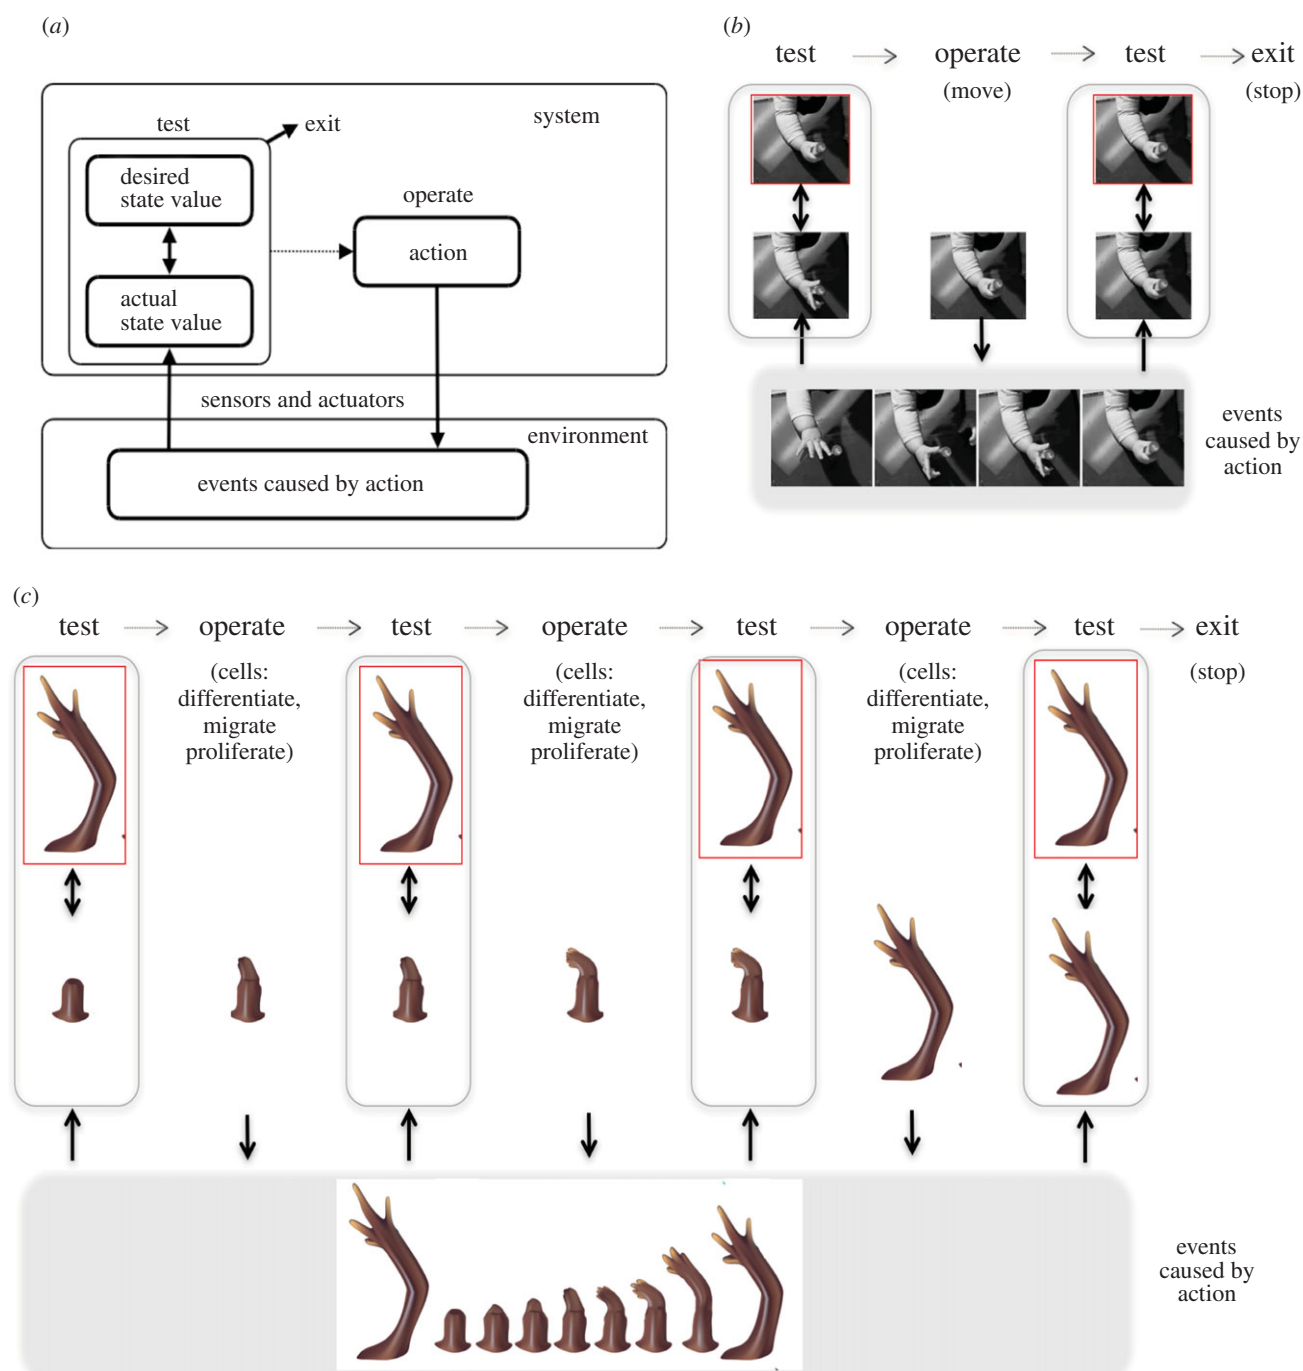 (a)
test
exit
system
desired
state value
operate
action
actual
state value
sensors and actuators
environment
events caused by action
(b)
test
operate
test
exit
(move)
(stop)
events
caused by
action
(c)
test
operate
test
operate
test
operate
test
exit
(cells:
differentiate,
migrate
proliferate)
(cells:
differentiate,
migrate
proliferate)
(cells:
differentiate,
migrate
proliferate)
(stop)
events
caused by
action